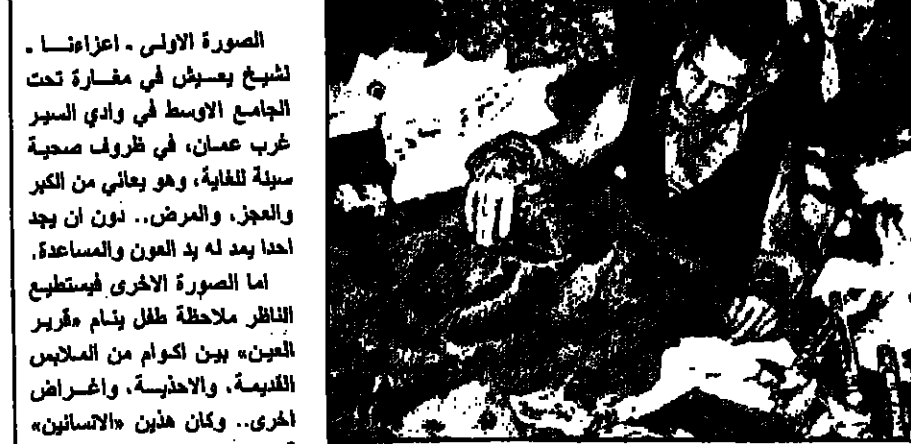 الصورة الاولى - اعزاءنا -
لشيخ يعيش في مغارة تحت
الجامع الاوسط في وادي السير
غرب عمان، في ظروف صحية
سيئة للغاية، وهو يعاني من الكبر
والعجز، والمرض.. دون ان يجد
احدا يمد له يد العون والمساعدة.
اما الصورة الاخرى فيستطيع
الناظر ملاحظة طفل ينام «قرير
العين» بين اكوام من الملابس
القديمة، والاحذية، واغراض
اخرى.. وكان هذين «الانسانين»